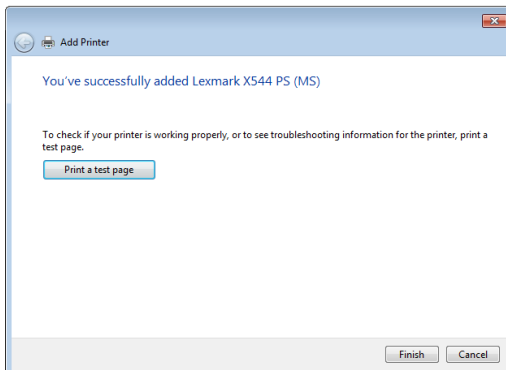 Add Printer
You've successfully added Lexmark X544 PS (MS)
To check if your printer is working properly, or to see troubleshooting information for the printer, print a
test page.
Print a test page
Finish
Cancel